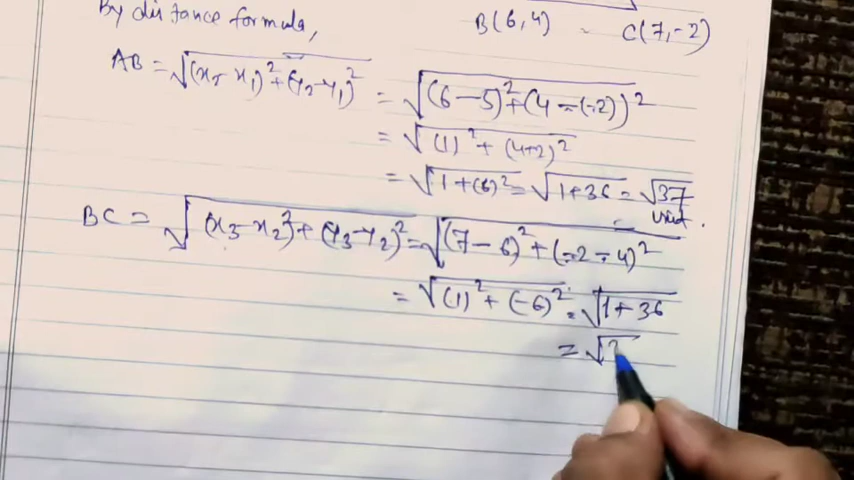 By distance formula,
B(6,4) C(7,-2)
AB = √(x₂-x₁)²+(y₂-y₁)² = √(6-5)²+(4-(-2))²
= √(1)²+(4+2)²
= √1+(6)² = √1+36 = √37
unit.
BC = √(x₃-x₂)²+(y₃-y₂)² = √(7-6)²+(-2-4)²
= √(1)²+(-6)² = √1+36
= √3